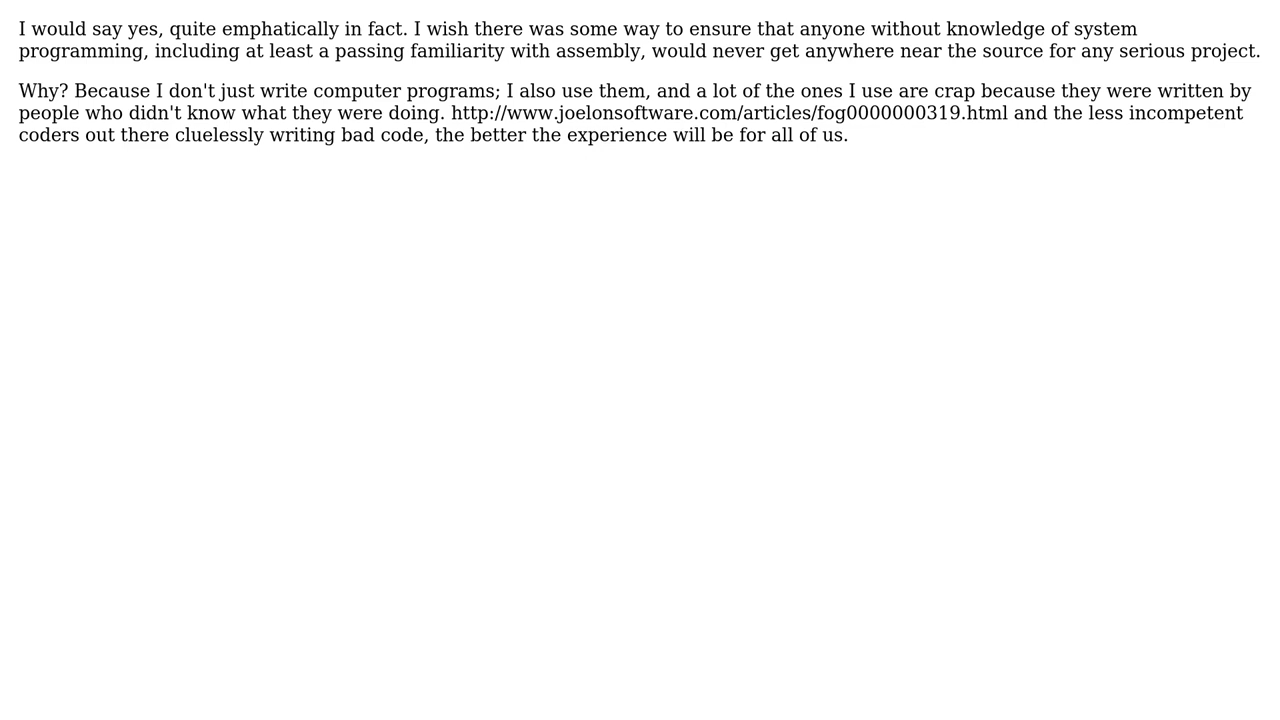 I would say yes, quite emphatically in fact. I wish there was some way to ensure that anyone without knowledge of system
programming, including at least a passing familiarity with assembly, would never get anywhere near the source for any serious project.
Why? Because I don't just write computer programs; I also use them, and a lot of the ones I use are crap because they were written by
people who didn't know what they were doing. http://www.joelonsoftware.com/articles/fog0000000319.html and the less incompetent
coders out there cluelessly writing bad code, the better the experience will be for all of us.